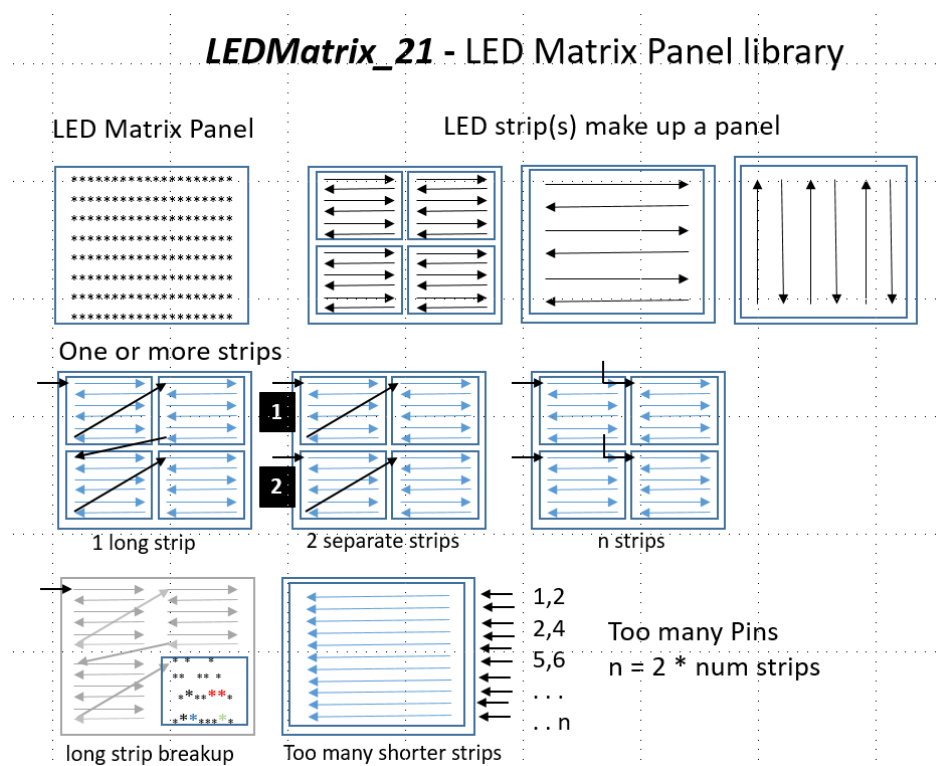 LEDMatrix_21 - LED Matrix Panel library
LED Matrix Panel
LED strip(s) make up a panel
********************
********************
********************
********************
********************
********************
********************
********************
One or more strips
1
2
1 long strip
2 separate strips
n strips
1,2
2,4
5,6
. . .
. . n
Too many Pins
n = 2 * num strips
long strip breakup
Too many shorter strips